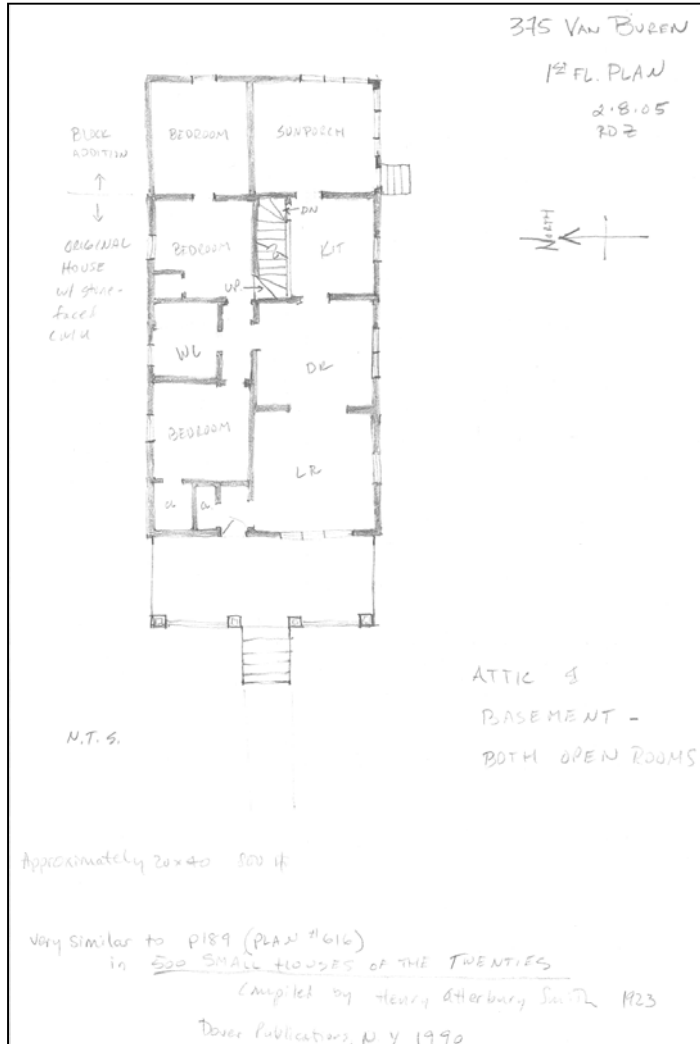 375 VAN BUREN
1ST FL. PLAN
2.8.05
RDZ
BLOCK
ADDITION
BEDROOM
SUNPORCH
NORTH
ORIGINAL
HOUSE
w/ stone-
faced
CMU
BEDROOM
DN
KIT
UP
WC
DR
BEDROOM
LR
cl.
cl.
ATTIC &
BASEMENT -
BOTH OPEN ROOMS
N.T.S.
Approximately 20x40 800
Very similar to p189 (PLAN #616)
in 500 SMALL HOUSES OF THE TWENTIES
Compiled by Henry Atterbury Smith 1923
Dover Publications, N Y 1990